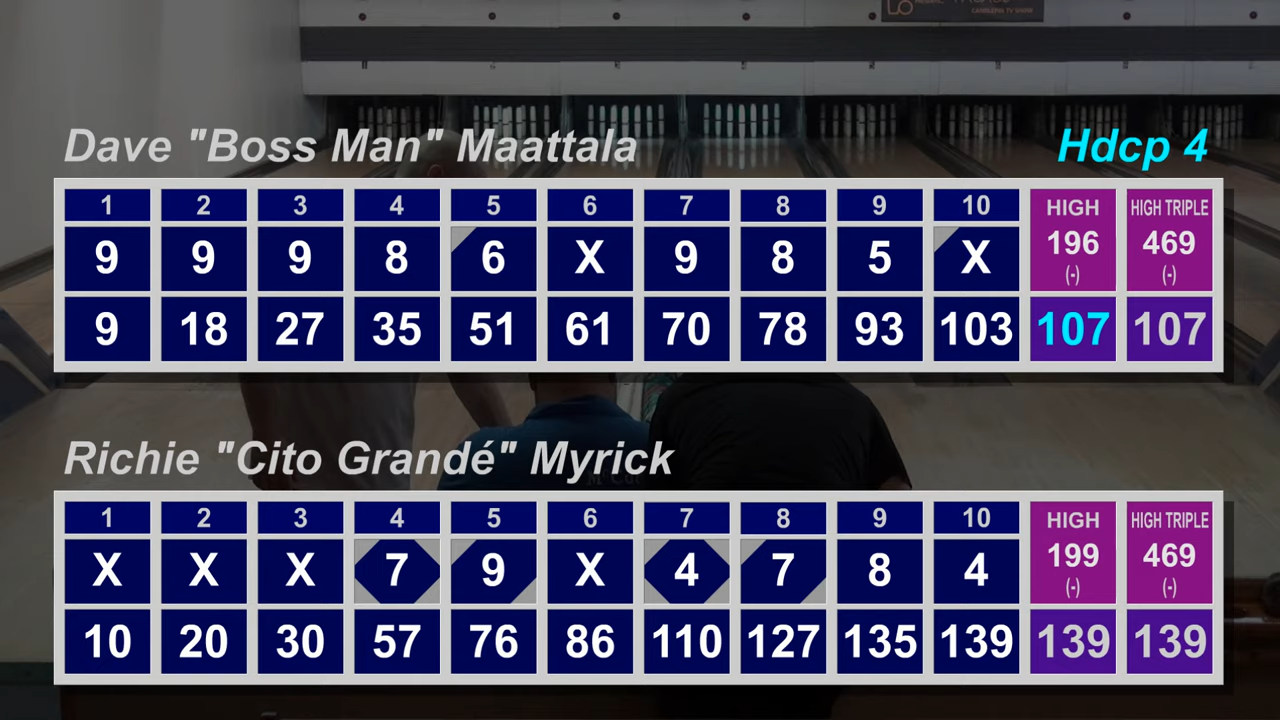 Dave "Boss Man" Maattala Hdcp 4
1 2 3 4 5 6 7 8 9 10 HIGH HIGH TRIPLE
9 9 9 8 6 X 9 8 5 X 196 469
(-) (-)
9 18 27 35 51 61 70 78 93 103 107 107
Richie "Cito Grandé" Myrick
1 2 3 4 5 6 7 8 9 10 HIGH HIGH TRIPLE
X X X 7 9 X 4 7 8 4 199 469
(-) (-)
10 20 30 57 76 86 110 127 135 139 139 139